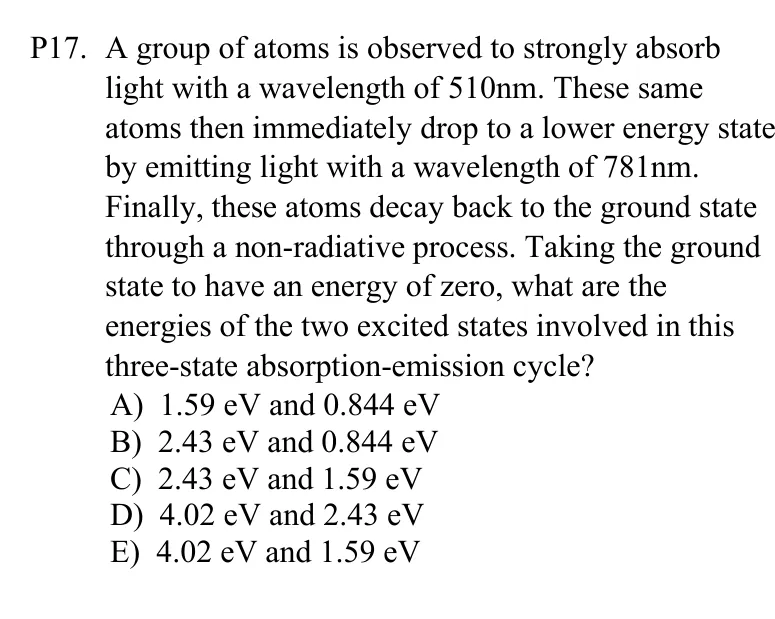 P17. A group of atoms is observed to strongly absorb
light with a wavelength of 510nm. These same
atoms then immediately drop to a lower energy state
by emitting light with a wavelength of 781nm.
Finally, these atoms decay back to the ground state
through a non-radiative process. Taking the ground
state to have an energy of zero, what are the
energies of the two excited states involved in this
three-state absorption-emission cycle?
A) 1.59 eV and 0.844 eV
B) 2.43 eV and 0.844 eV
C) 2.43 eV and 1.59 eV
D) 4.02 eV and 2.43 eV
E) 4.02 eV and 1.59 eV